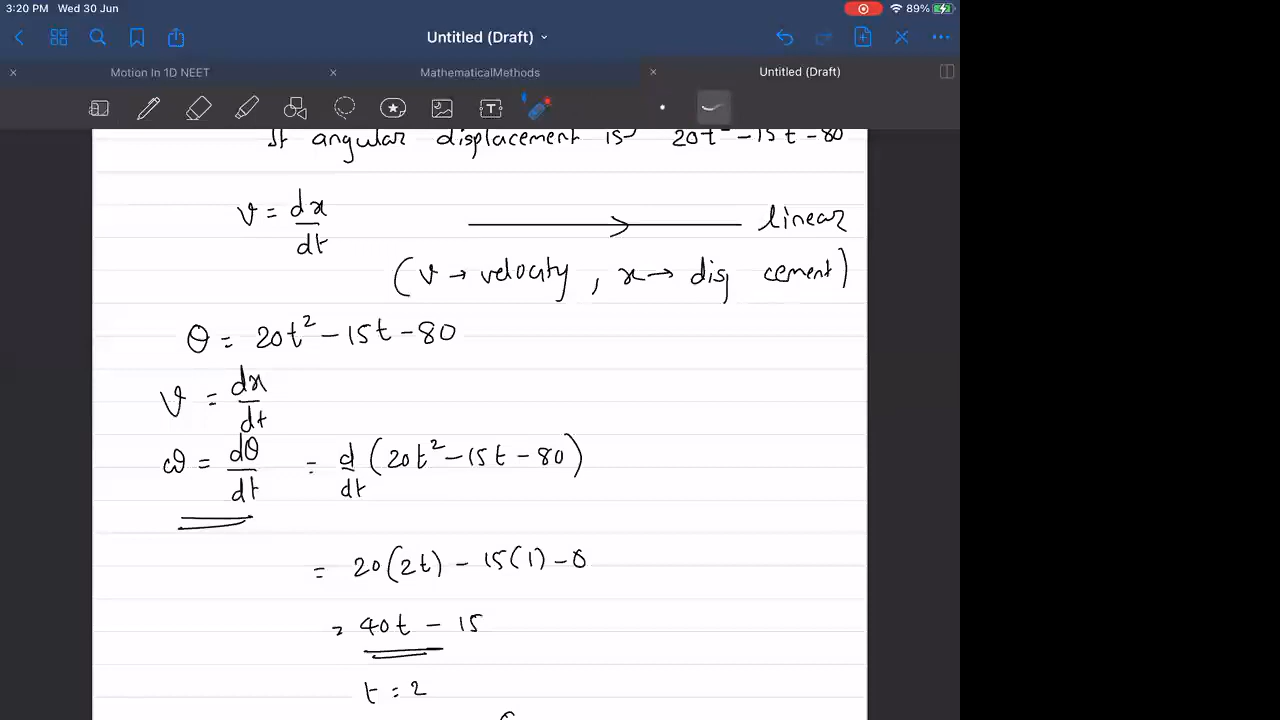 3:20 PM Wed 30 Jun
89%
Untitled (Draft)
Motion In 1D NEET
MathematicalMethods
Untitled (Draft)
If angular displacement is 20t² - 15t - 80
v = dx/dt
linear
(v → velocity, x → disp cement)
θ = 20t² - 15t - 80
v = dx/dt
ω = dθ/dt = d/dt (20t² - 15t - 80)
= 20(2t) - 15(1) - 0
= 40t - 15
t = 2